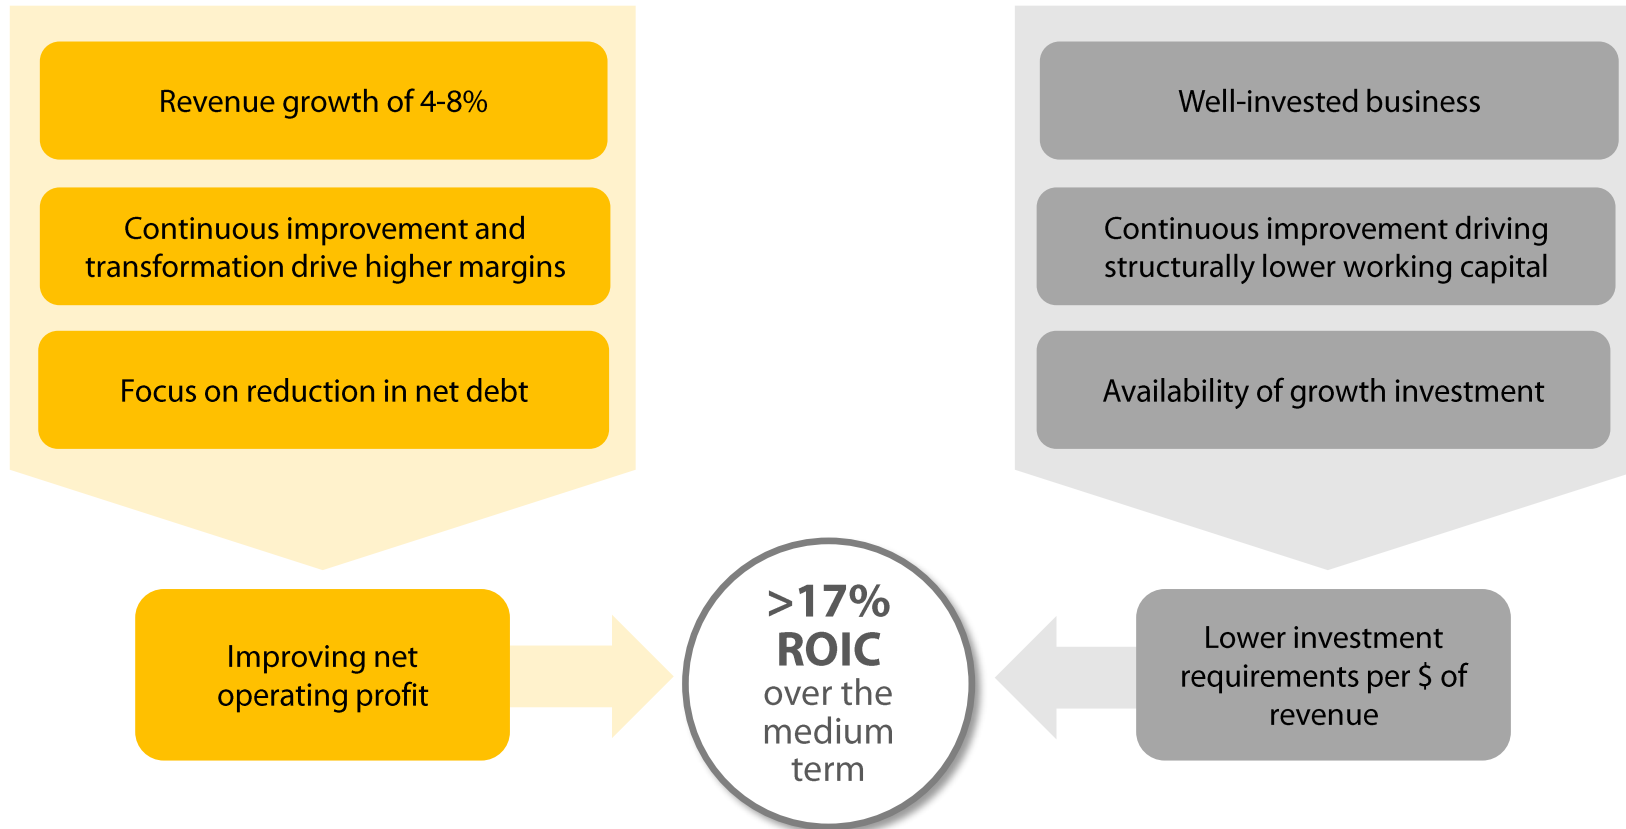 Revenue growth of 4-8%
Continuous improvement and
transformation drive higher margins
Focus on reduction in net debt
Improving net
operating profit
Well-invested business
Continuous improvement driving
structurally lower working capital
Availability of growth investment
Lower investment
requirements per $ of
revenue
>17%
ROIC
over the
medium
term